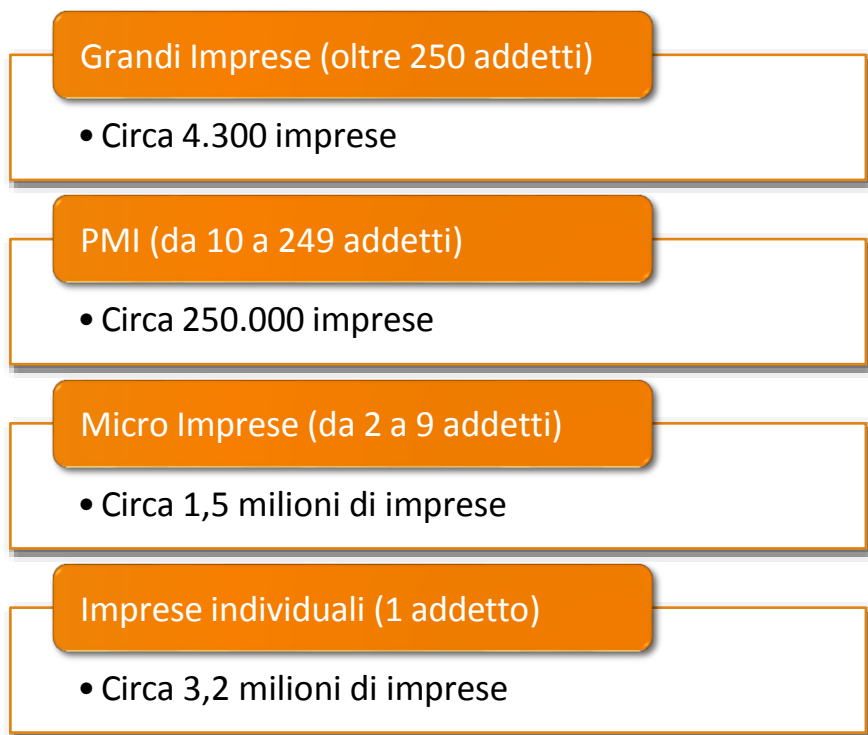 Grandi Imprese (oltre 250 addetti)
• Circa 4.300 imprese
PMI (da 10 a 249 addetti)
• Circa 250.000 imprese
Micro Imprese (da 2 a 9 addetti)
• Circa 1,5 milioni di imprese
Imprese individuali (1 addetto)
• Circa 3,2 milioni di imprese